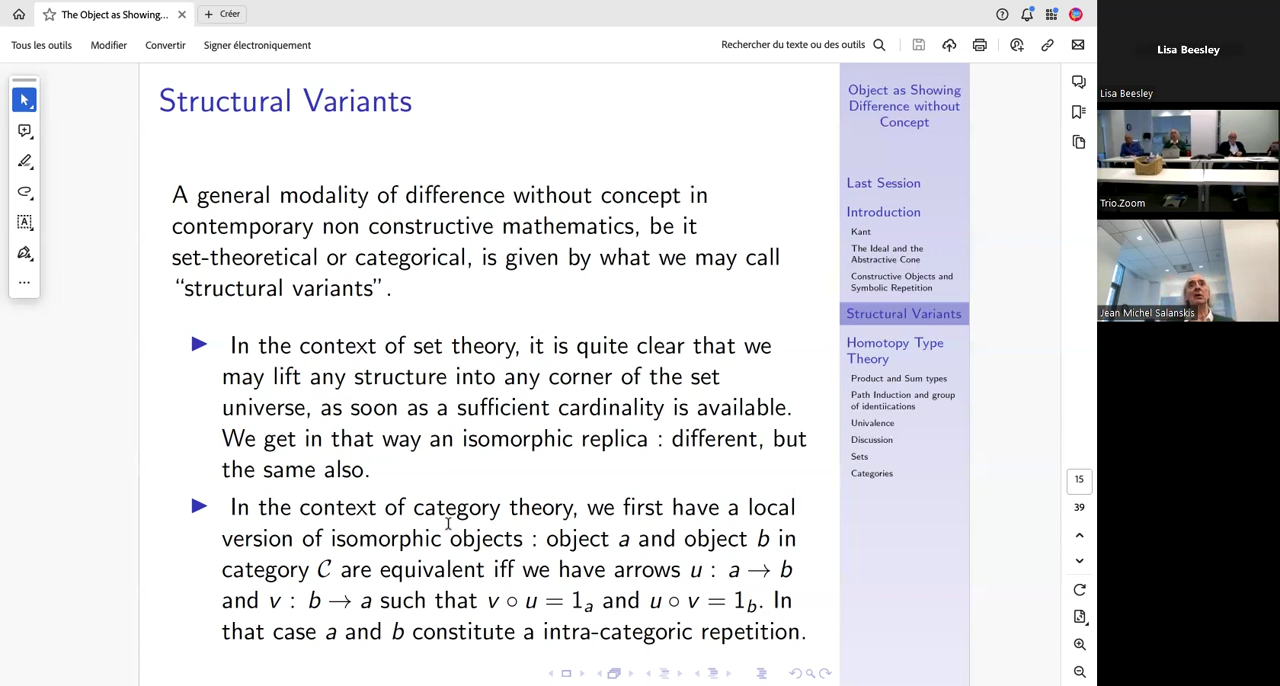 The Object as Showing...
Créer
Tous les outils
Modifier
Convertir
Signer électroniquement
Rechercher du texte ou des outils
Structural Variants
A general modality of difference without concept in
contemporary non constructive mathematics, be it
set-theoretical or categorical, is given by what we may call
“structural variants”.
In the context of set theory, it is quite clear that we
may lift any structure into any corner of the set
universe, as soon as a sufficient cardinality is available.
We get in that way an isomorphic replica : different, but
the same also.
In the context of category theory, we first have a local
version of isomorphic objects : object a and object b in
category 𝒞 are equivalent iff we have arrows u : a → b
and v : b → a such that v ∘ u = 1ₐ and u ∘ v = 1_b. In
that case a and b constitute a intra-categoric repetition.
Object as Showing
Difference without
Concept
Last Session
Introduction
Kant
The Ideal and the
Abstractive Cone
Constructive Objects and
Symbolic Repetition
Structural Variants
Homotopy Type
Theory
Product and Sum types
Path Induction and group
of identiications
Univalence
Discussion
Sets
Categories
15
39
Lisa Beesley
Lisa Beesley
Trio.Zoom
Jean Michel Salanskis